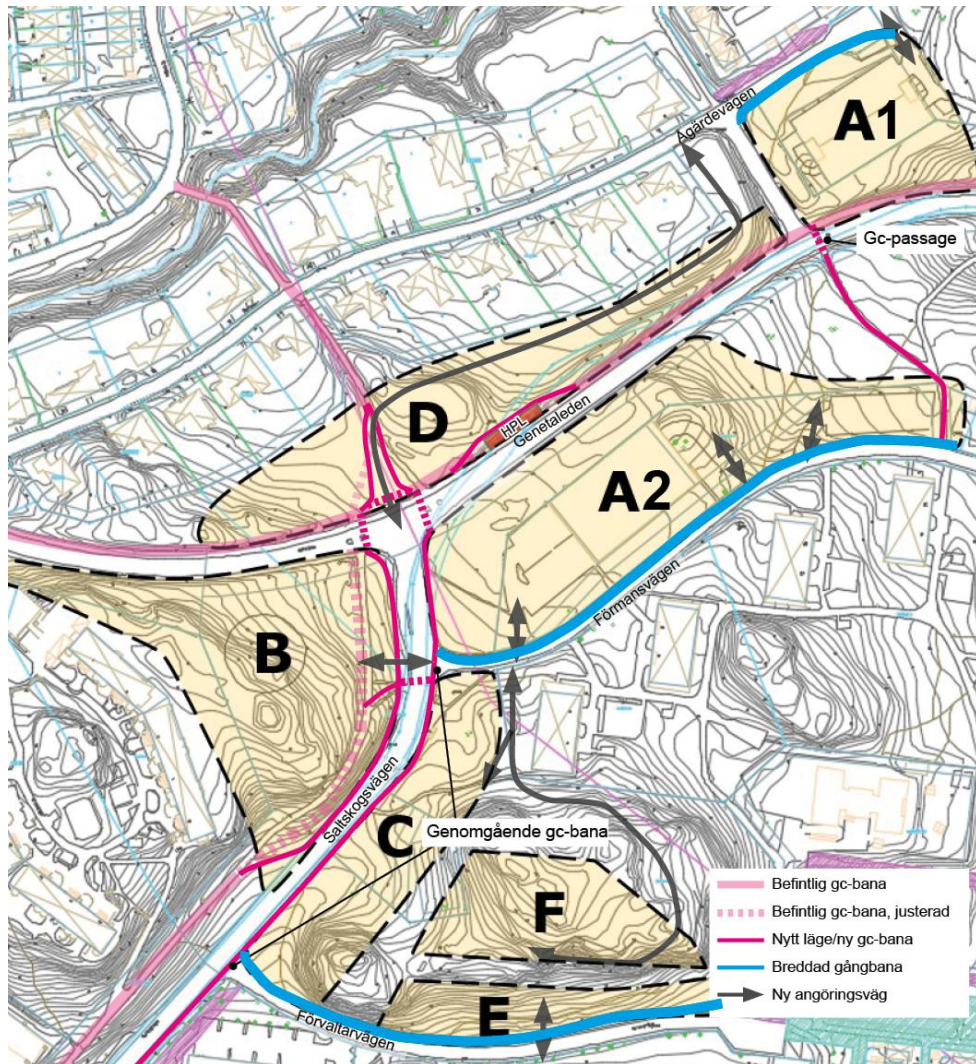 A1
Ågärdevägen
Gc-passage
D
HPL
Genetaleden
A2
Förmansvägen
B
Saltskogsvägen
C
Genomgående gc-bana
F
E
Förvaltarvägen
Befintlig gc-bana
Befintlig gc-bana, justerad
Nytt läge/ny gc-bana
Breddad gångbana
Ny angöringsväg